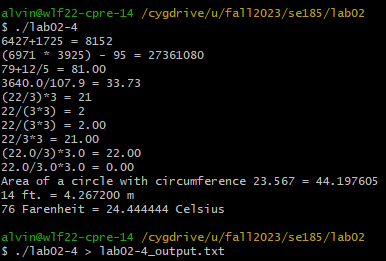 alvin@wlf22-cpre-14 /cygdrive/u/fall2023/se185/lab02
$ ./lab02-4
6427+1725 = 8152
(6971 * 3925) - 95 = 27361080
79+12/5 = 81.00
3640.0/107.9 = 33.73
(22/3)*3 = 21
22/(3*3) = 2
22/(3*3) = 2.00
22/3*3 = 21.00
(22.0/3)*3.0 = 22.00
22.0/3.0*3.0 = 0.00
Area of a circle with circumference 23.567 = 44.197605
14 ft. = 4.267200 m
76 Farenheit = 24.444444 Celsius
alvin@wlf22-cpre-14 /cygdrive/u/fall2023/se185/lab02
$ ./lab02-4 > lab02-4_output.txt